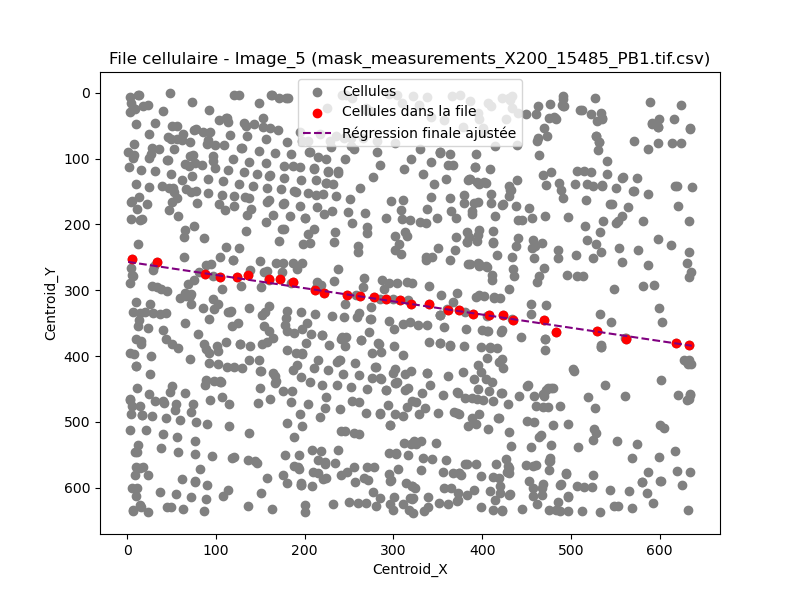 File cellulaire - Image_5 (mask_measurements_X200_15485_PB1.tif.csv)
Cellules
Cellules dans la file
Régression finale ajustée
0
100
200
300
400
500
600
Centroid_Y
0 100 200 300 400 500 600
Centroid_X